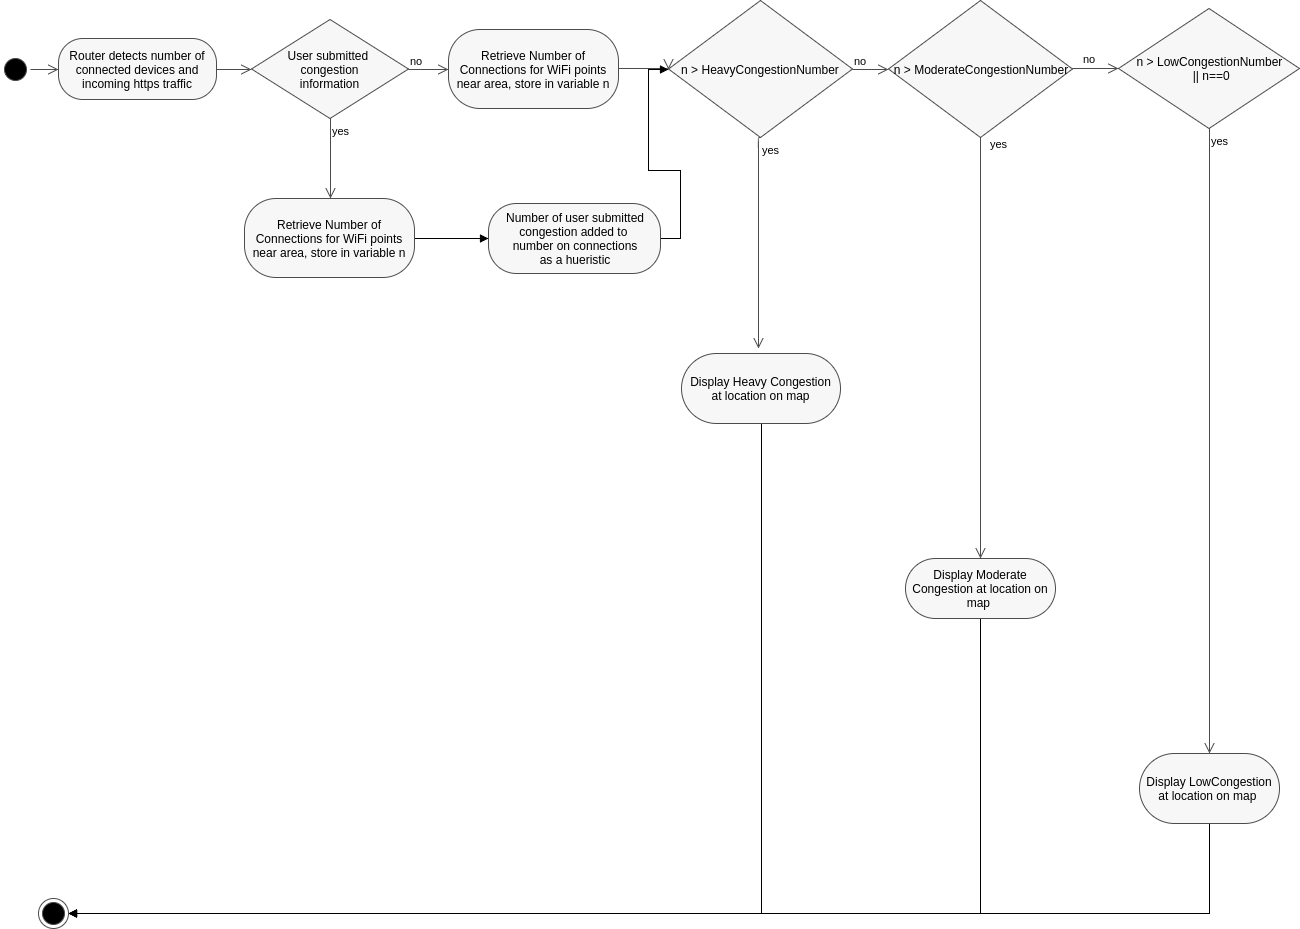 Router detects number of
connected devices and
incoming https traffic
User submitted
congestion
information
no
Retrieve Number of
Connections for WiFi points
near area, store in variable n
n > HeavyCongestionNumber
no
n > ModerateCongestionNumber
no
n > LowCongestionNumber
|| n==0
yes
yes
yes
yes
Retrieve Number of
Connections for WiFi points
near area, store in variable n
Number of user submitted
congestion added to
number on connections
as a hueristic
Display Heavy Congestion
at location on map
Display Moderate
Congestion at location on
map
Display LowCongestion
at location on map